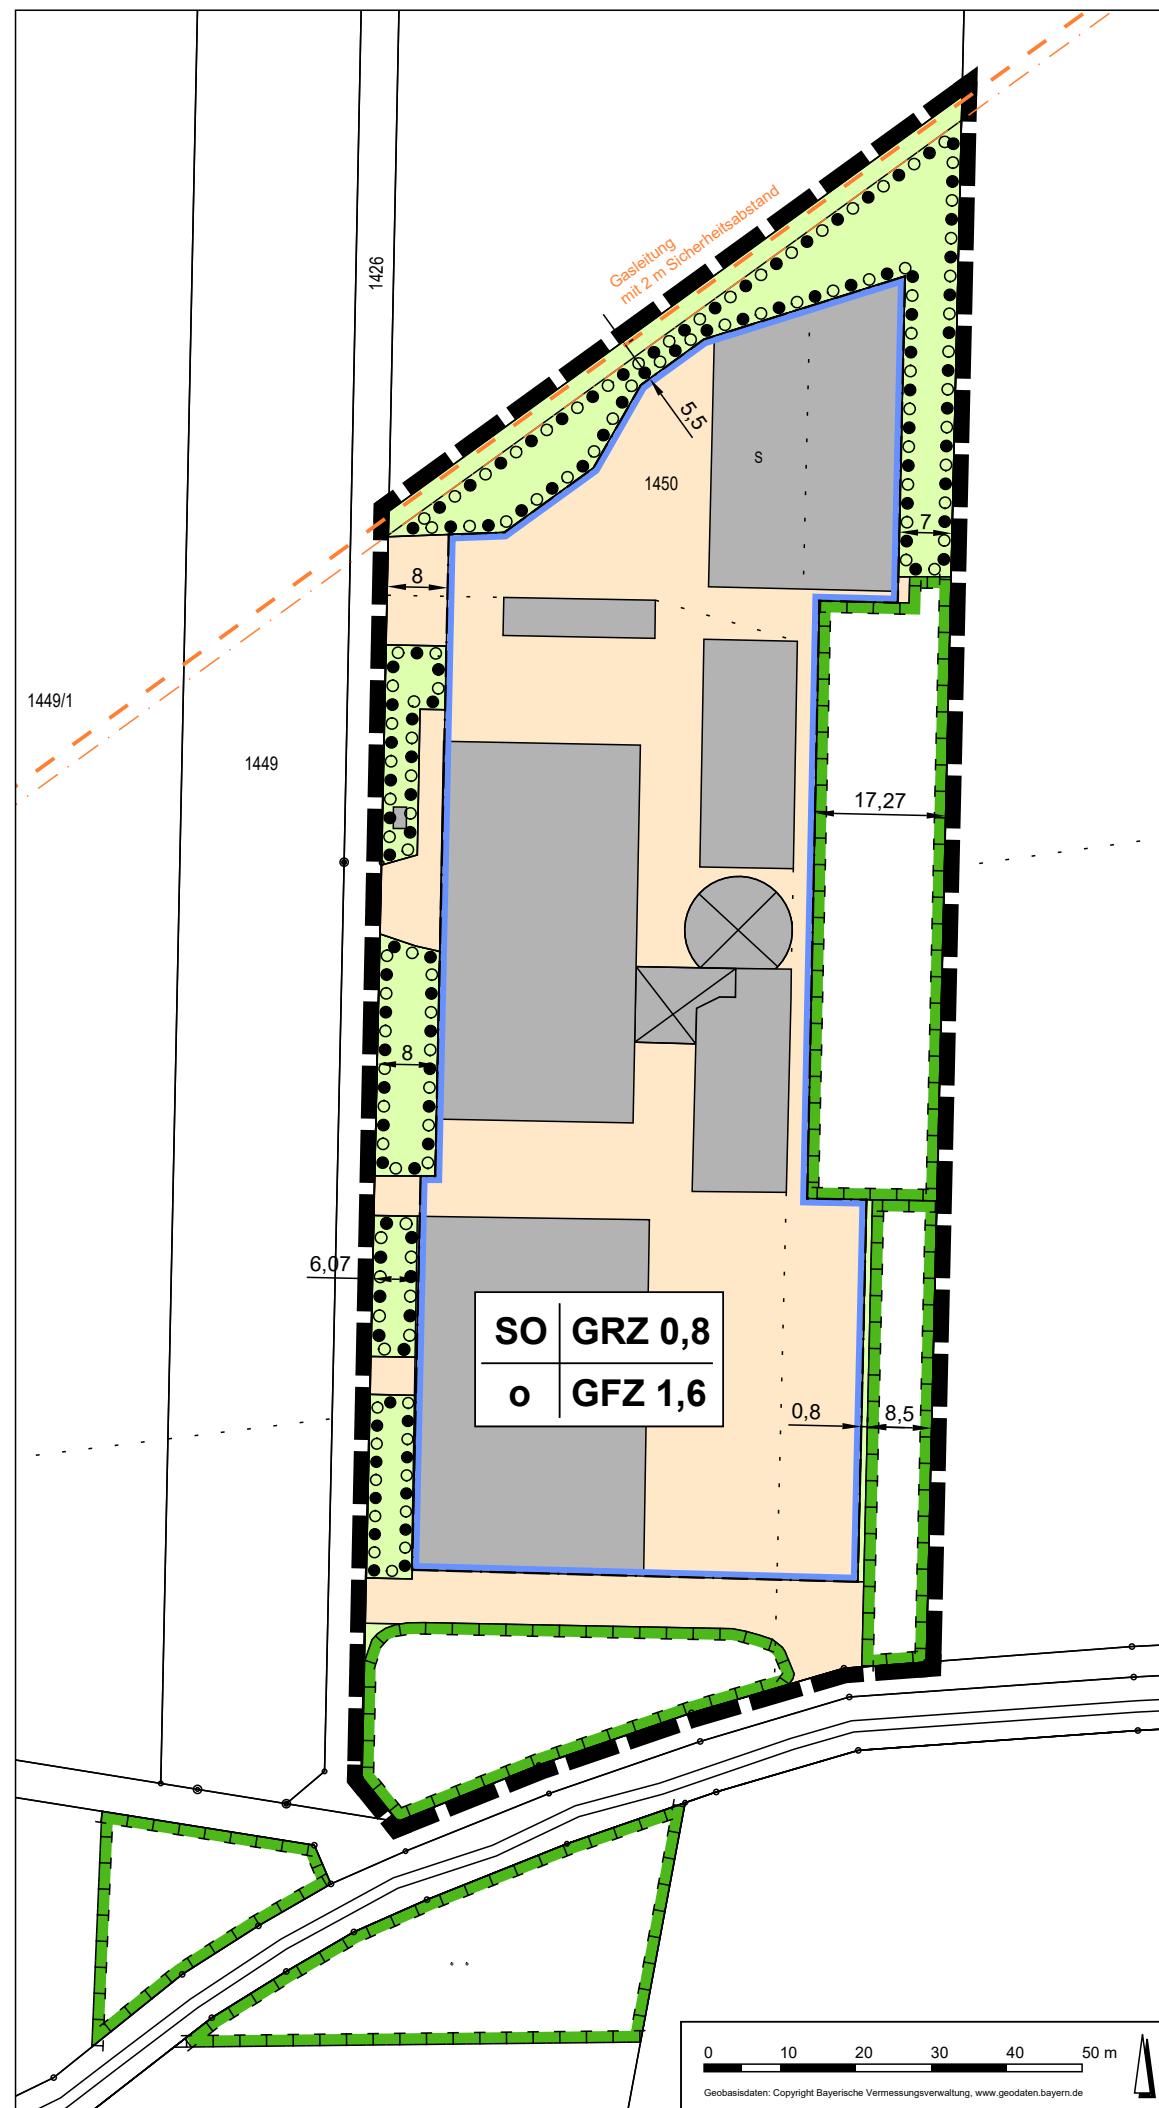 1426
Gasleitung
mit 2 m Sicherheitsabstand
5,5
S
1450
7
8
1449/1
1449
17,27
8
6,07
SO GRZ 0,8
o GFZ 1,6
0,8
8,5
0 10 20 30 40 50 m
Geobasisdaten: Copyright Bayerische Vermessungsverwaltung, www.geodaten.bayern.de